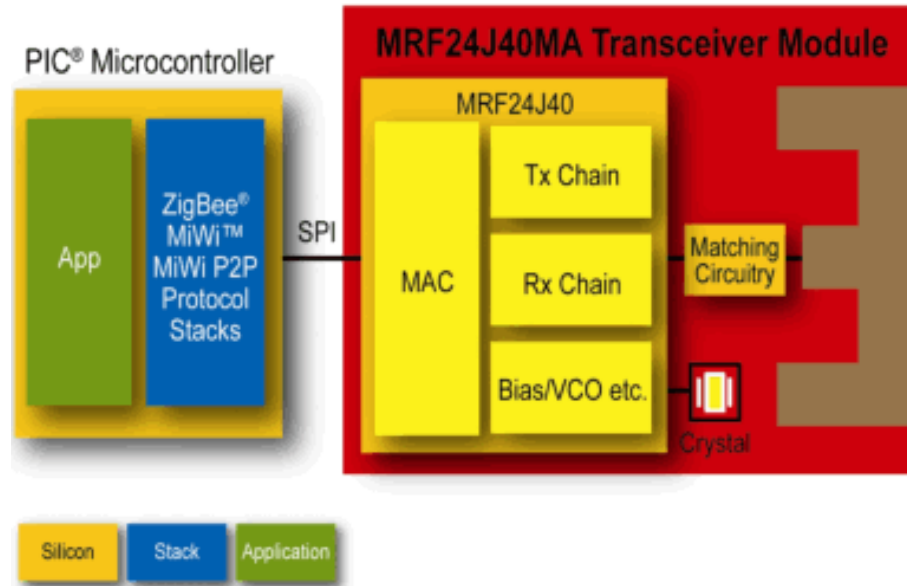 PIC® Microcontroller
App
ZigBee®
MiWi™
MiWi P2P
Protocol
Stacks
SPI
MRF24J40MA Transceiver Module
MRF24J40
MAC
Tx Chain
Rx Chain
Bias/VCO etc.
Matching
Circuitry
Crystal
Silicon
Stack
Application